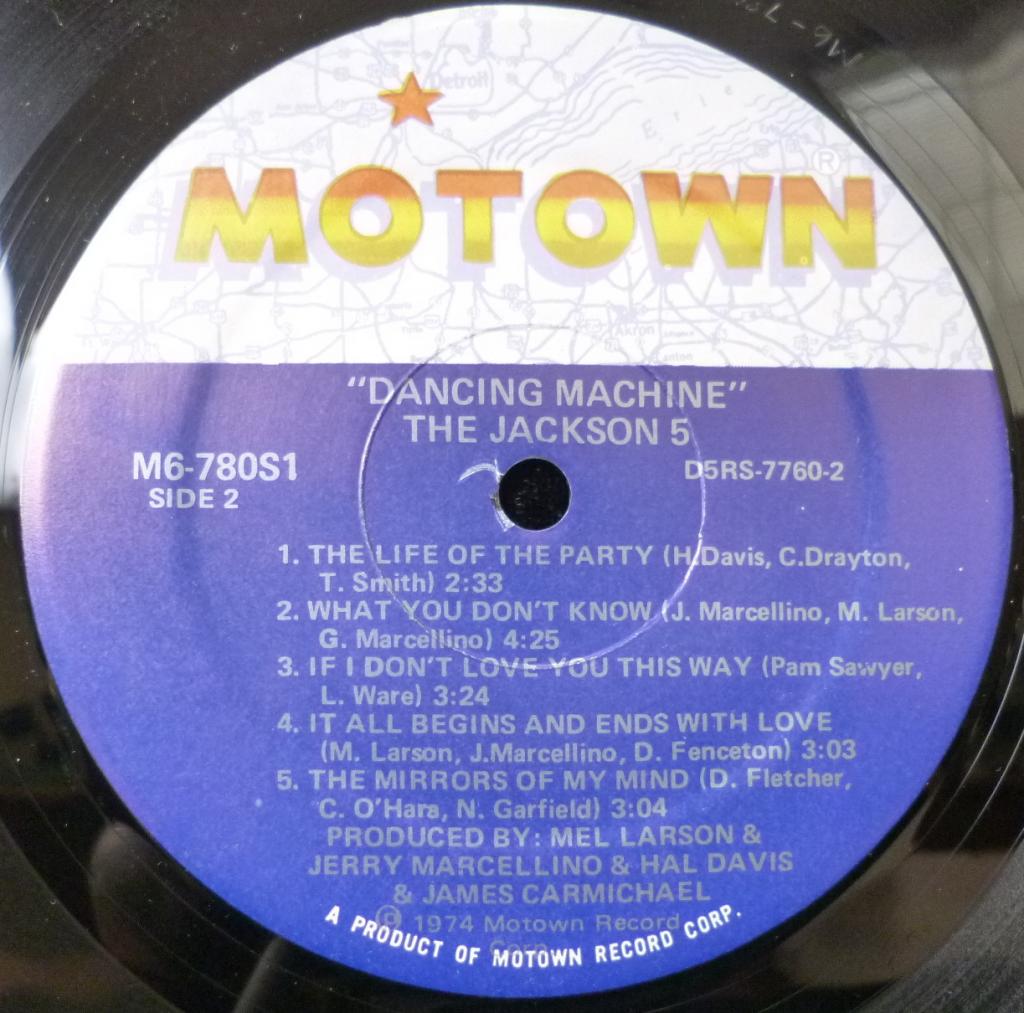 M6-78
Detroit
Erie
MOTOWN®
Akron
"DANCING MACHINE"
THE JACKSON 5
M6-780S1
D5RS-7760-2
SIDE 2
1. THE LIFE OF THE PARTY (H.Davis, C.Drayton,
T. Smith) 2:33
2. WHAT YOU DON'T KNOW (J. Marcellino, M. Larson,
G. Marcellino) 4:25
3. IF I DON'T LOVE YOU THIS WAY (Pam Sawyer,
L. Ware) 3:24
4. IT ALL BEGINS AND ENDS WITH LOVE
(M. Larson, J.Marcellino, D. Fenceton) 3:03
5. THE MIRRORS OF MY MIND (D. Fletcher,
C. O'Hara, N. Garfield) 3:04
PRODUCED BY: MEL LARSON &
JERRY MARCELLINO & HAL DAVIS
& JAMES CARMICHAEL
℗ 1974 Motown Record
Corp.
A PRODUCT OF MOTOWN RECORD CORP.